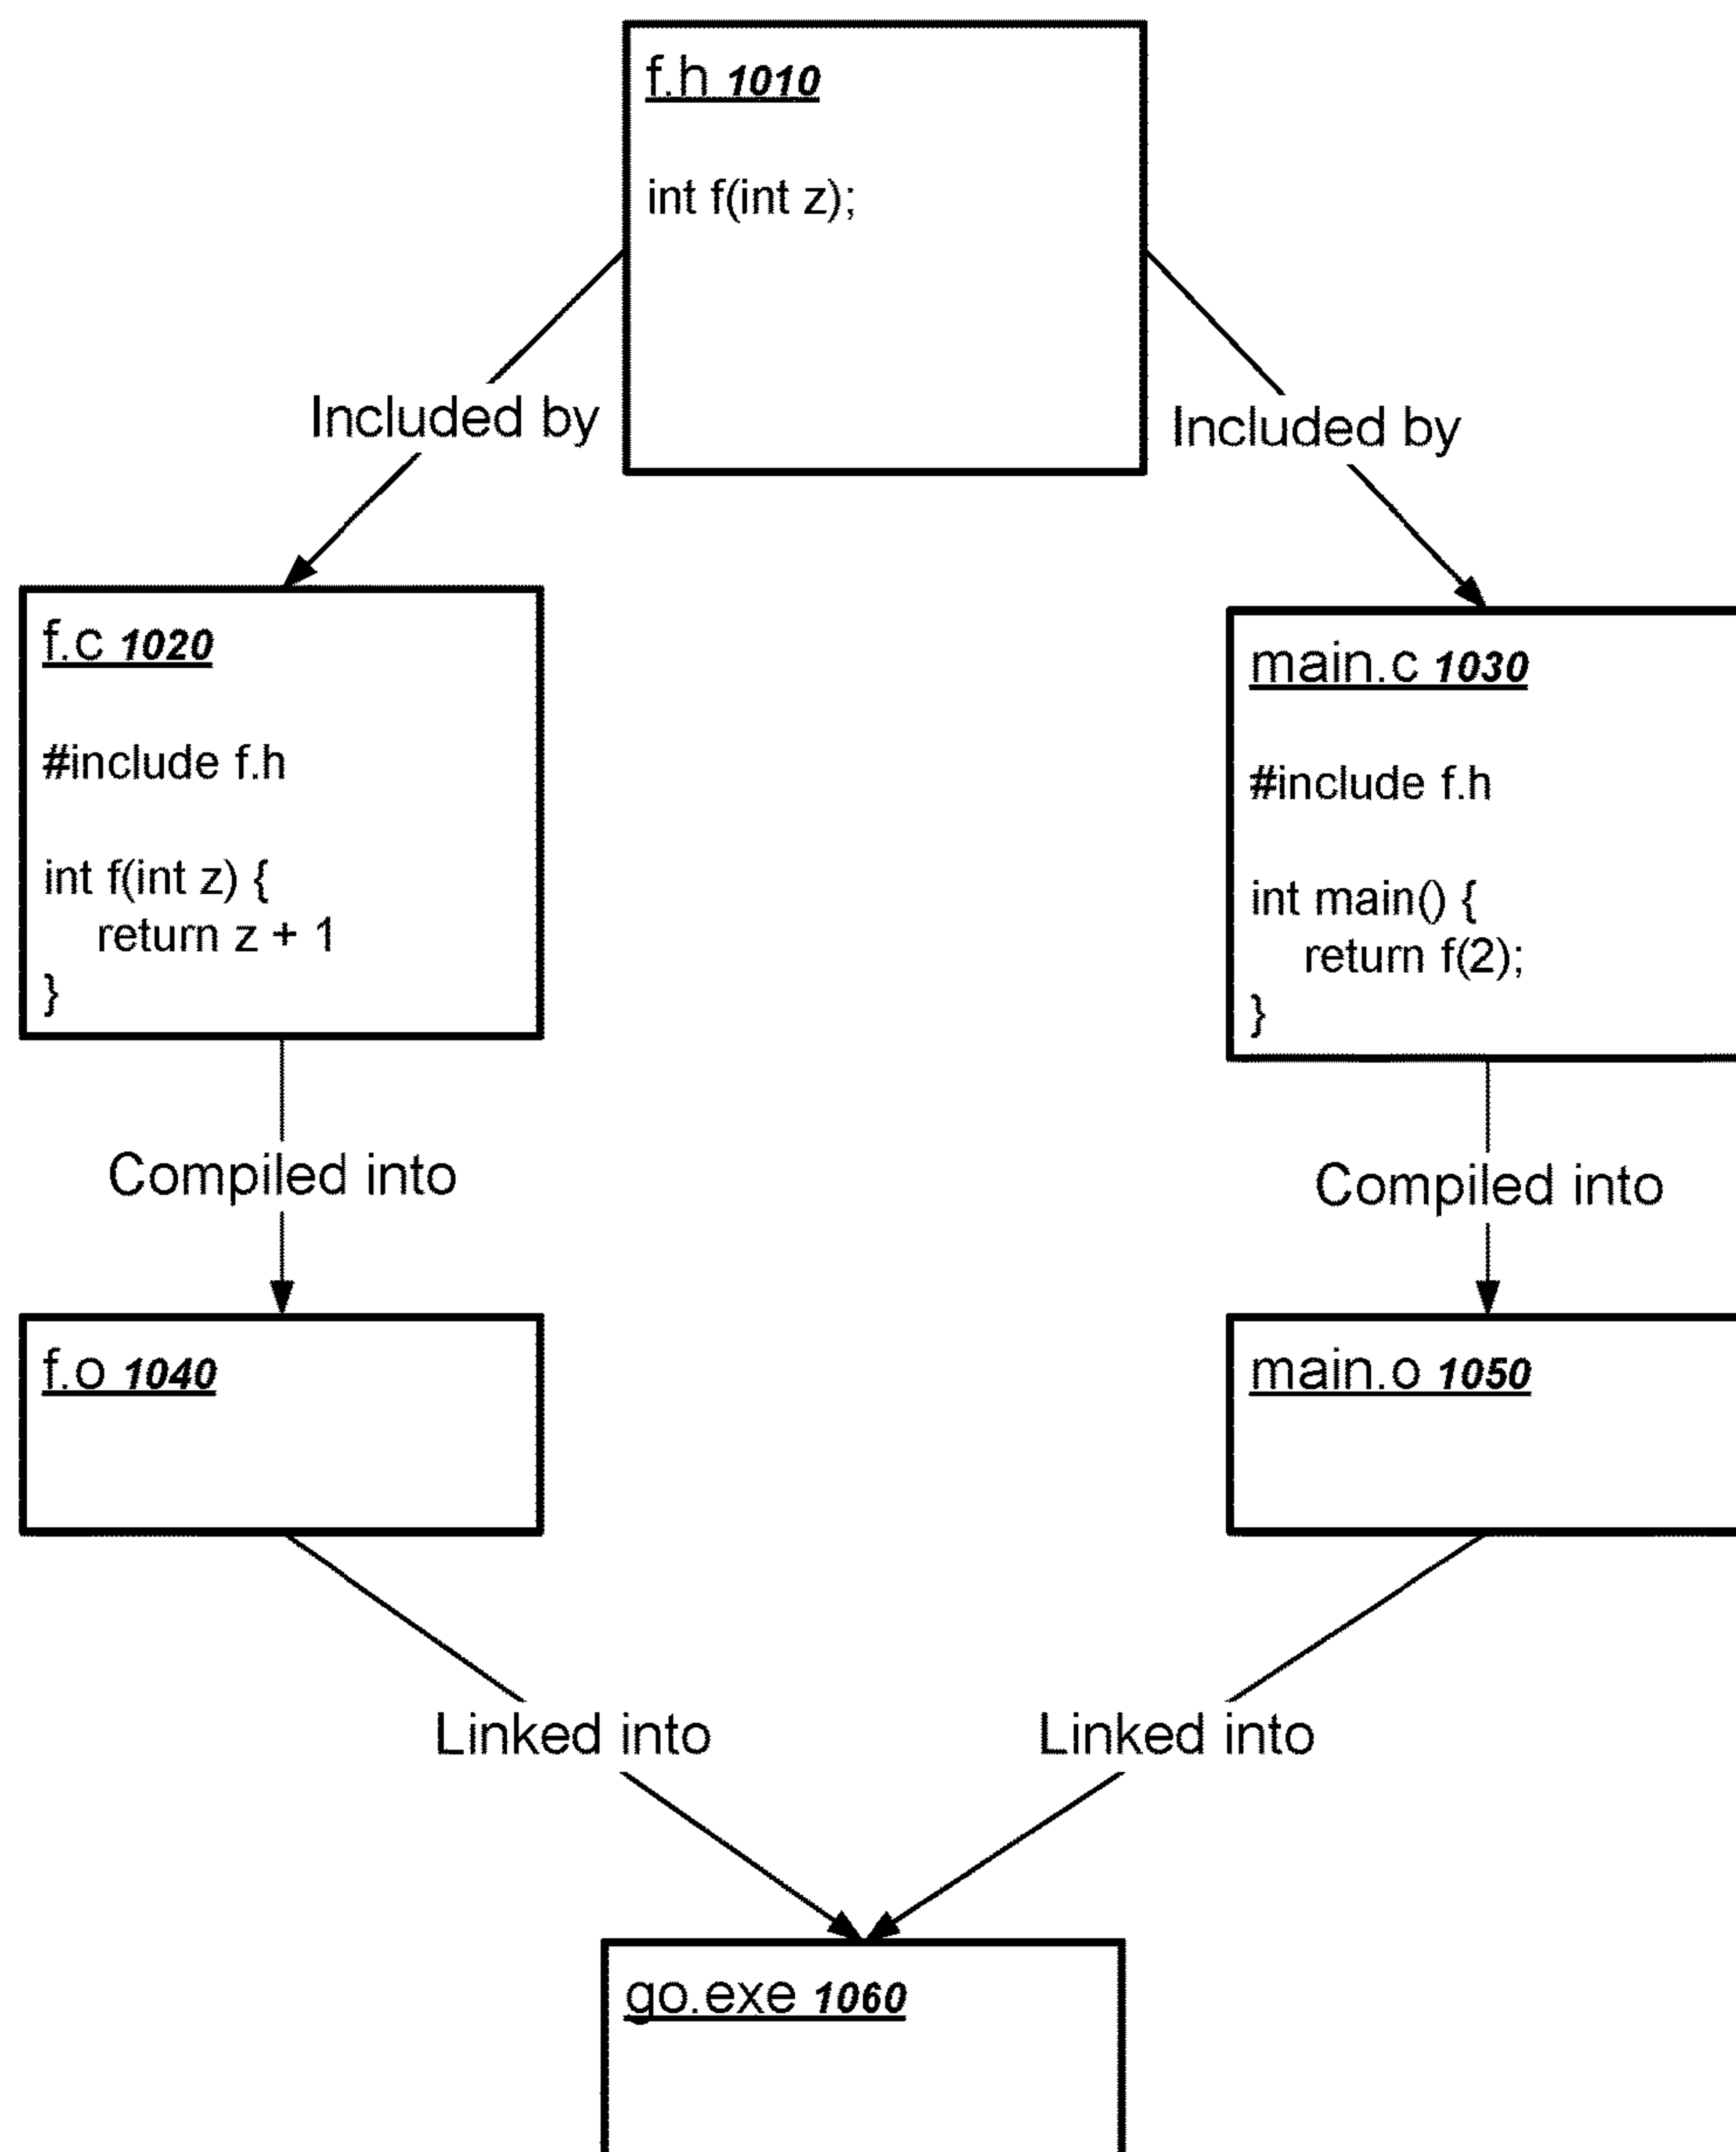 f.h 1010
int f(int z);
Included by
Included by
f.c 1020
#include f.h
int f(int z) {
return z + 1
}
main.c 1030
#include f.h
int main() {
return f(2);
}
Compiled into
Compiled into
f.o 1040
main.o 1050
Linked into
Linked into
go.exe 1060